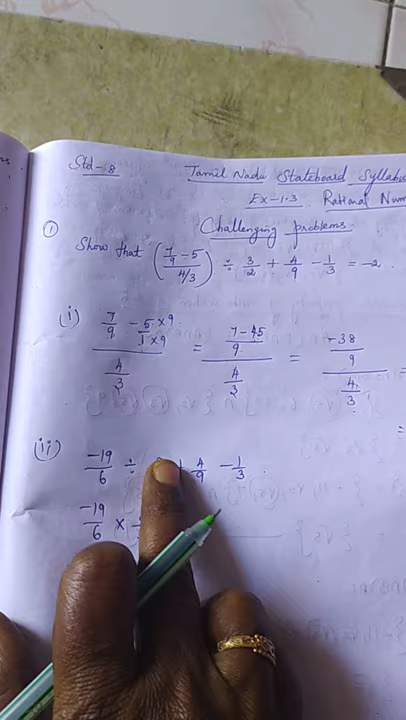 Std-8 Tamil Nadu Stateboard Syllabus
Ex-1.3 Rational
Challenging problems.
① Show that ((7/9 - 5)/(4/3)) ÷ 3/2 + 4/9 - 1/3 = -2.
(i) (7/9 - 5×9/1×9)/(4/3) = ((7-45)/9)/(4/3) = (-38/9)/(4/3) =
=
(ii) -19/6 ÷ + 4/9 - 1/3.
-19/6 × -